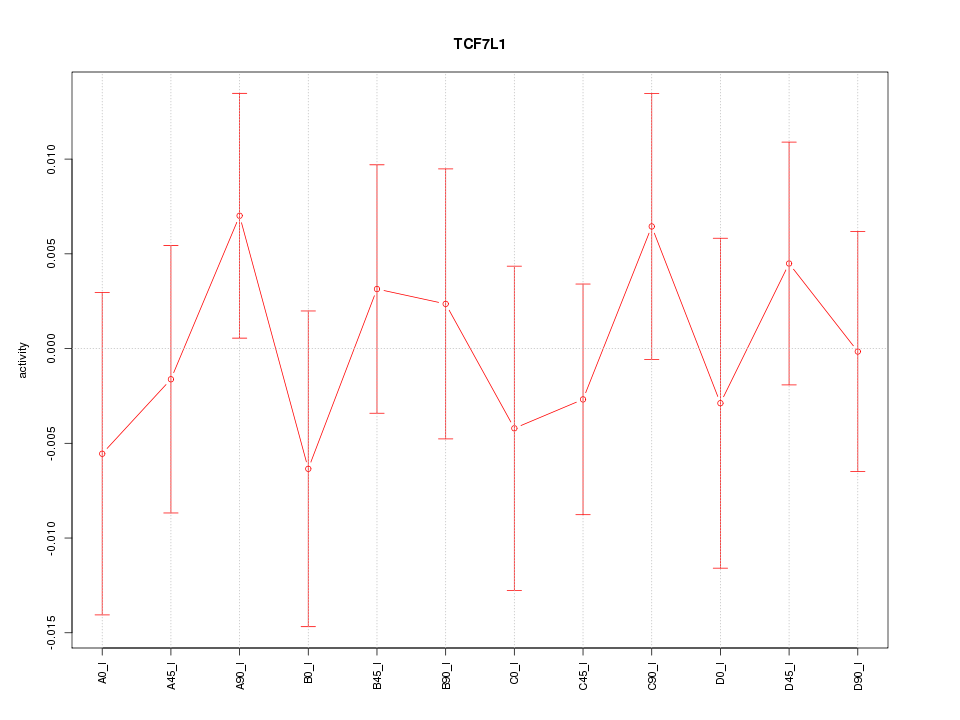 TCF7L1
activity
0.010
0.005
0.000
-0.005
-0.010
-0.015
A0_I
A45_I
A90_I
B0_I
B45_I
B90_I
C0_I
C45_I
C90_I
D0_I
D45_I
D90_I